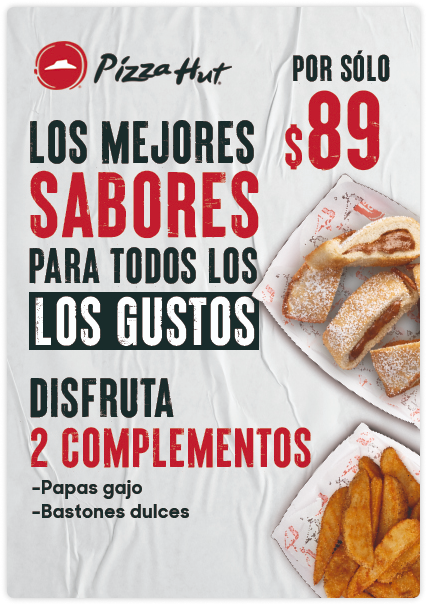 Pizza Hut
POR SÓLO
$89
LOS MEJORES
SABORES
PARA TODOS LOS
LOS GUSTOS
DISFRUTA
2 COMPLEMENTOS
-Papas gajo
-Bastones dulces